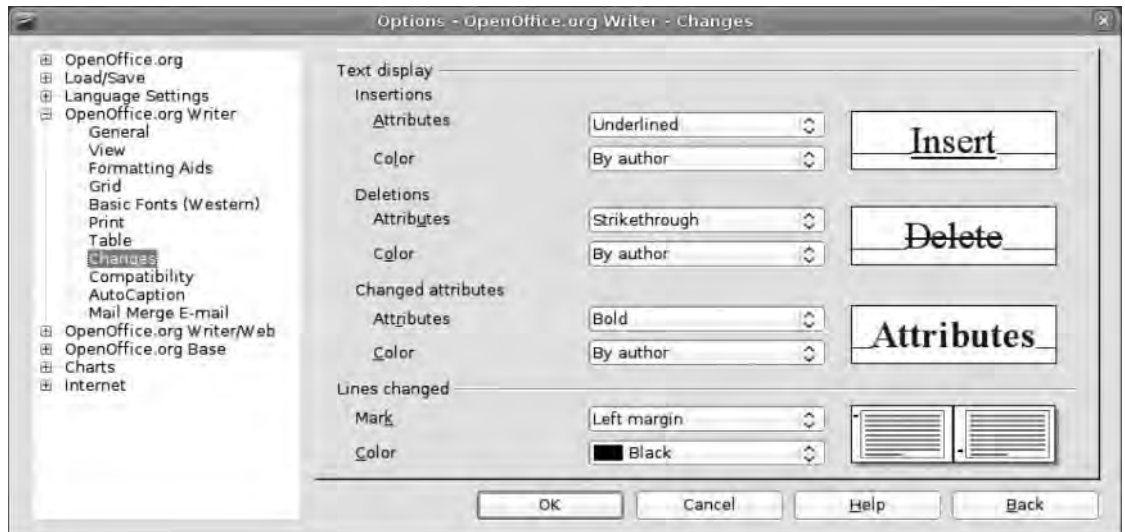 Options - OpenOffice.org Writer - Changes
OpenOffice.org
Load/Save
Language Settings
OpenOffice.org Writer
General
View
Formatting Aids
Grid
Basic Fonts (Western)
Print
Table
Changes
Compatibility
AutoCaption
Mail Merge E-mail
OpenOffice.org Writer/Web
OpenOffice.org Base
Charts
Internet
Text display
Insertions
Attributes Underlined
Color By author
Insert
Deletions
Attributes Strikethrough
Color By author
Delete
Changed attributes
Attributes Bold
Color By author
Attributes
Lines changed
Mark Left margin
Color Black
OK Cancel Help Back